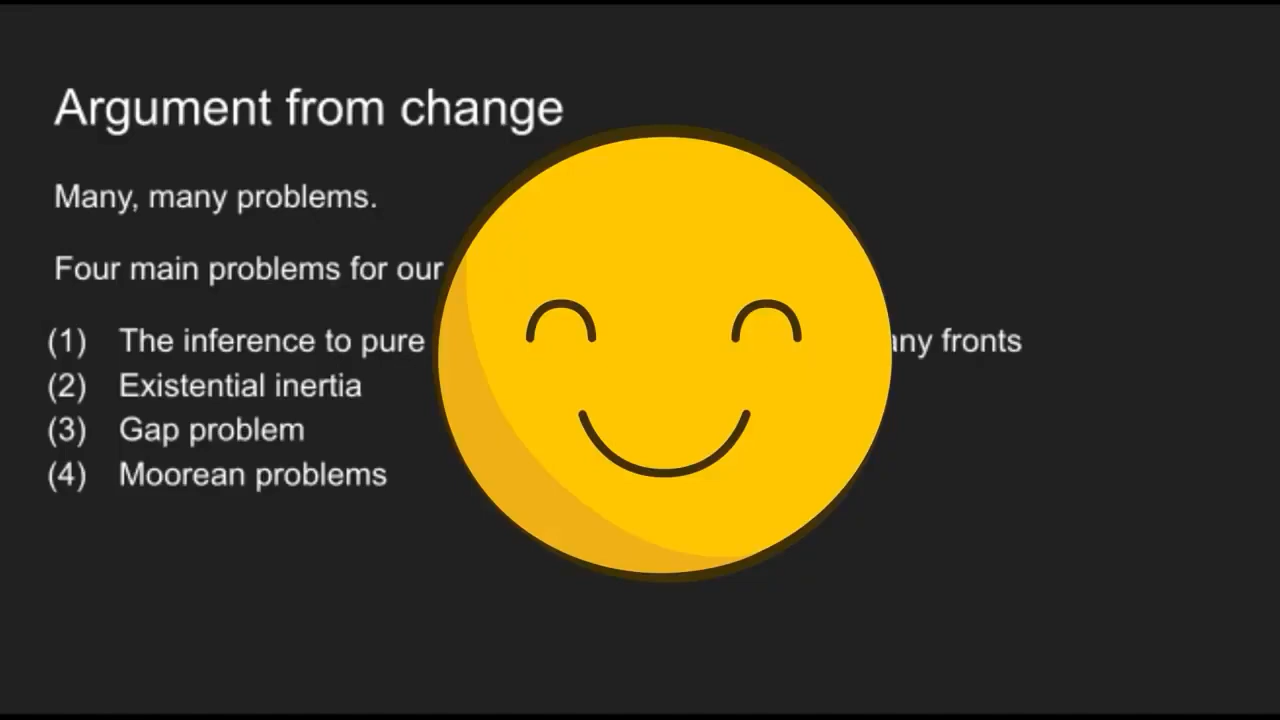 Argument from change
Many, many problems.
Four main problems for our
(1) The inference to pure any fronts
(2) Existential inertia
(3) Gap problem
(4) Moorean problems